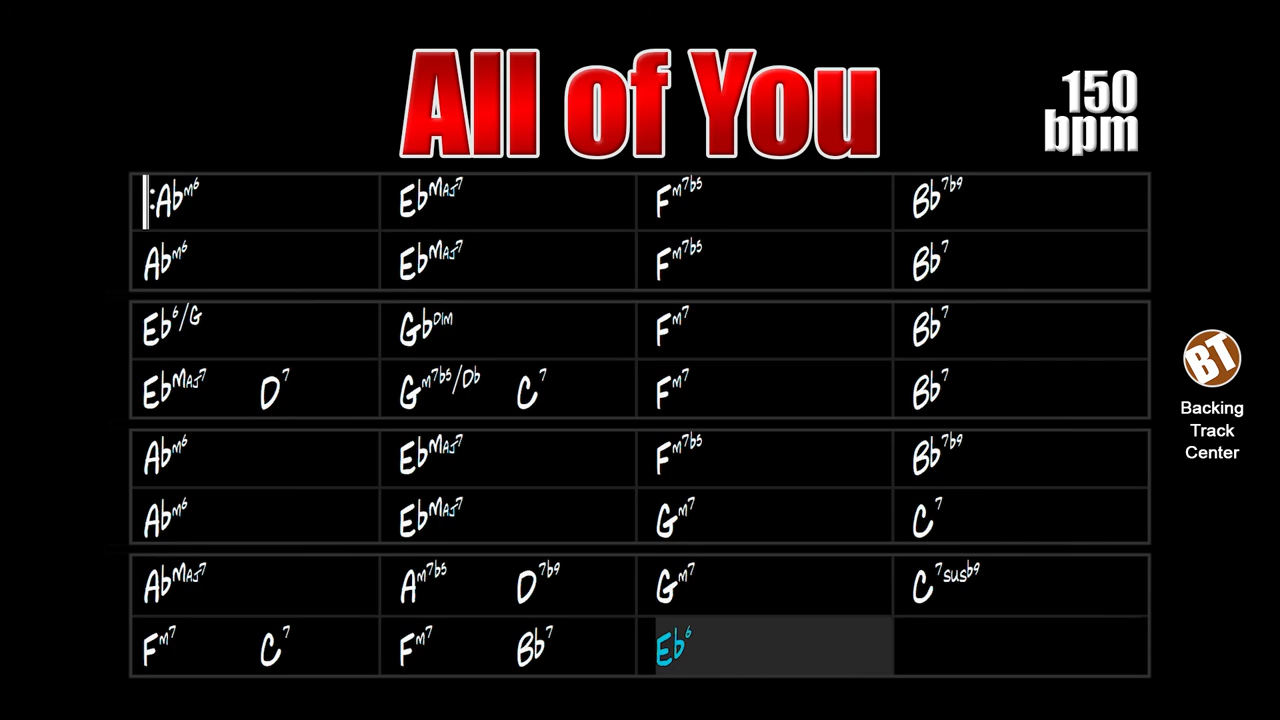 All of You
150
bpm
𝄆 Abm6 EbMAJ7 Fm7b5 Bb7b9
Abm6 EbMAJ7 Fm7b5 Bb7
Eb6/G GbDIM Fm7 Bb7
EbMAJ7 D7 Gm7b5/Db C7 Fm7 Bb7
Abm6 EbMAJ7 Fm7b5 Bb7b9
Abm6 EbMAJ7 Gm7 C7
AbMAJ7 Am7b5 D7b9 Gm7 C7susb9
Fm7 C7 Fm7 Bb7 Eb6
BT
Backing
Track
Center